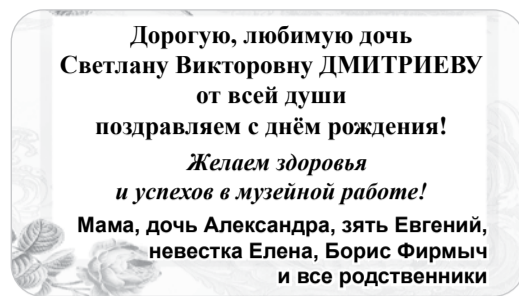 Дорогую, любимую дочь
Светлану Викторовну ДМИТРИЕВУ
от всей души
поздравляем с днём рождения!
Желаем здоровья
и успехов в музейной работе!
Мама, дочь Александра, зять Евгений,
невестка Елена, Борис Фирмыч
и все родственники